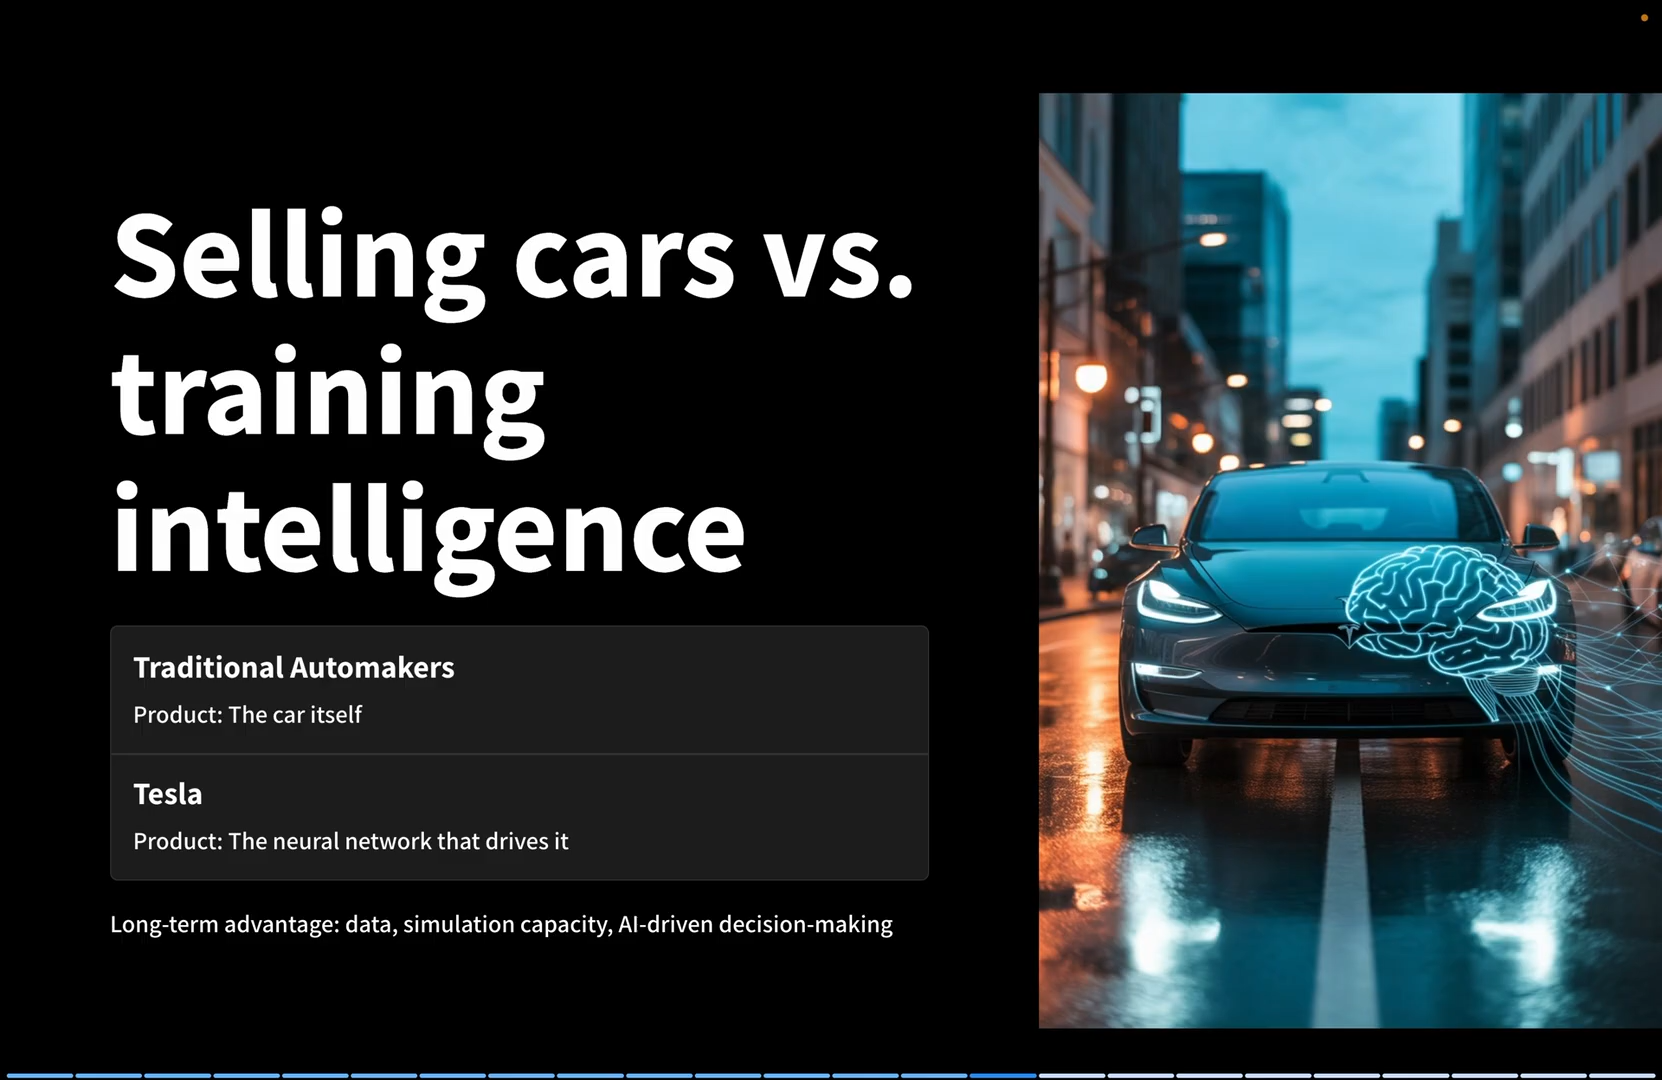 Selling cars vs.
training
intelligence
Traditional Automakers
Product: The car itself
Tesla
Product: The neural network that drives it
Long-term advantage: data, simulation capacity, AI-driven decision-making